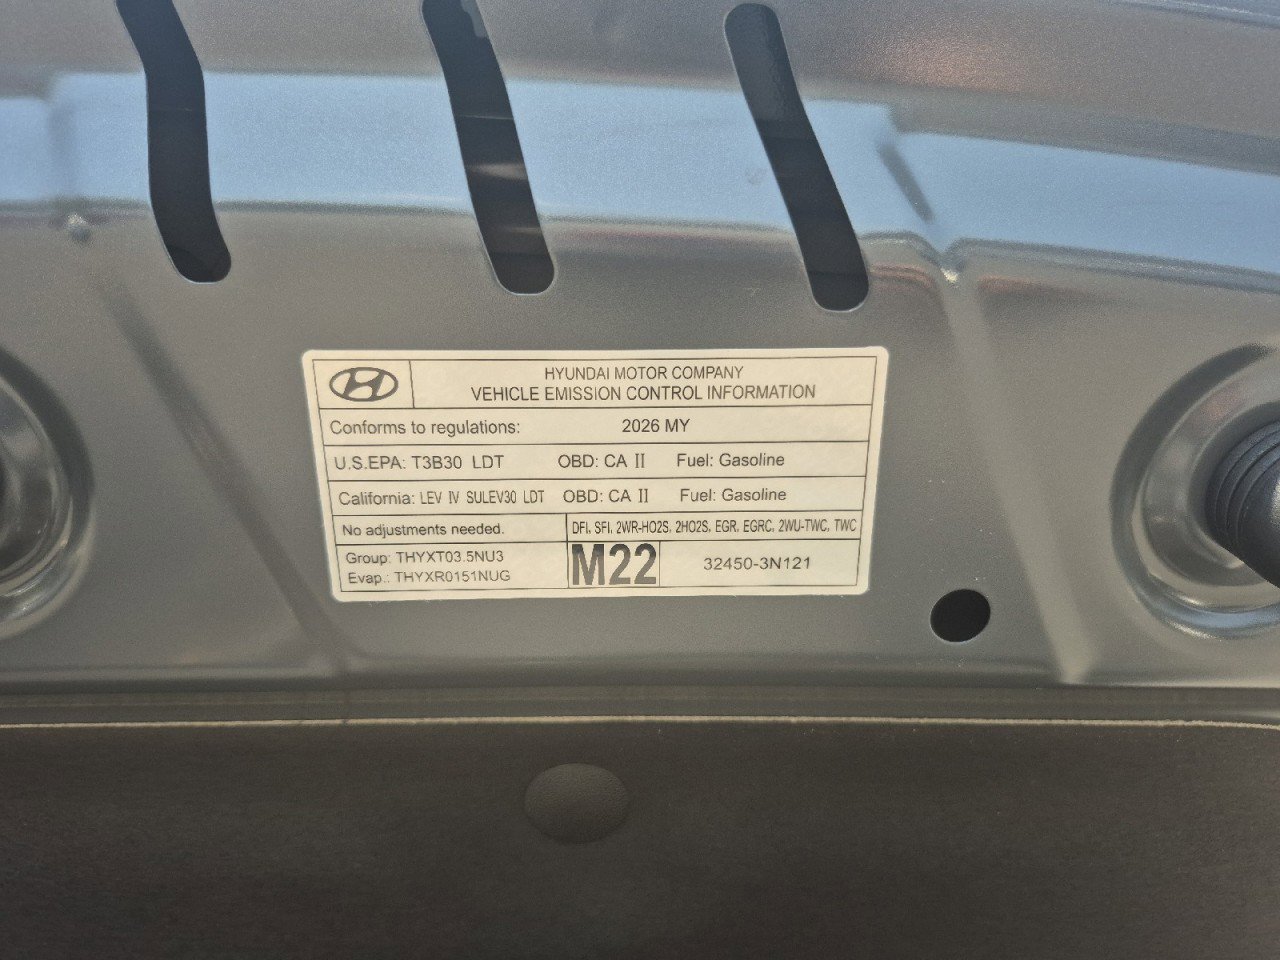 HYUNDAI MOTOR COMPANY
VEHICLE EMISSION CONTROL INFORMATION
Conforms to regulations: 2026 MY
U.S.EPA: T3B30 LDT OBD: CA II Fuel: Gasoline
California: LEV IV SULEV30 LDT OBD: CA II Fuel: Gasoline
No adjustments needed. DFI, SFI, 2WR-HO2S, 2HO2S, EGR, EGRC, 2WU-TWC, TWC
Group: THYXT03.5NU3
Evap.: THYXR0151NUG
M22 32450-3N121